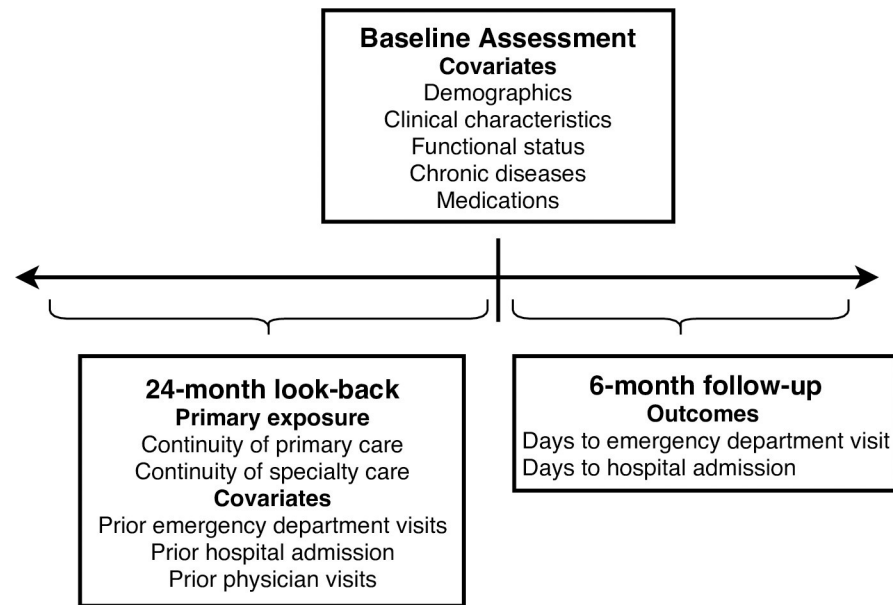 Baseline Assessment
Covariates
Demographics
Clinical characteristics
Functional status
Chronic diseases
Medications
24-month look-back
Primary exposure
Continuity of primary care
Continuity of specialty care
Covariates
Prior emergency department visits
Prior hospital admission
Prior physician visits
6-month follow-up
Outcomes
Days to emergency department visit
Days to hospital admission